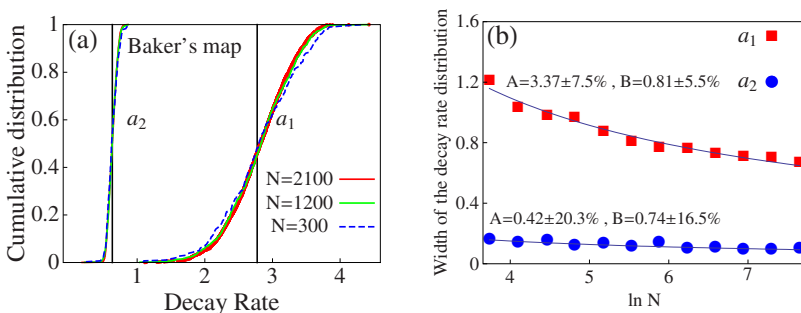 (a)
Baker's map
a2
a1
N=2100
N=1200
N=300
Cumulative distribution
1
0.8
0.6
0.4
0.2
0
1 2 3 4
Decay Rate
(b)
a1
a2
A=3.37±7.5% , B=0.81±5.5%
A=0.42±20.3% , B=0.74±16.5%
Width of the decay rate distribution
1.6
1.2
0.8
0.4
0
4 5 6 7
ln N